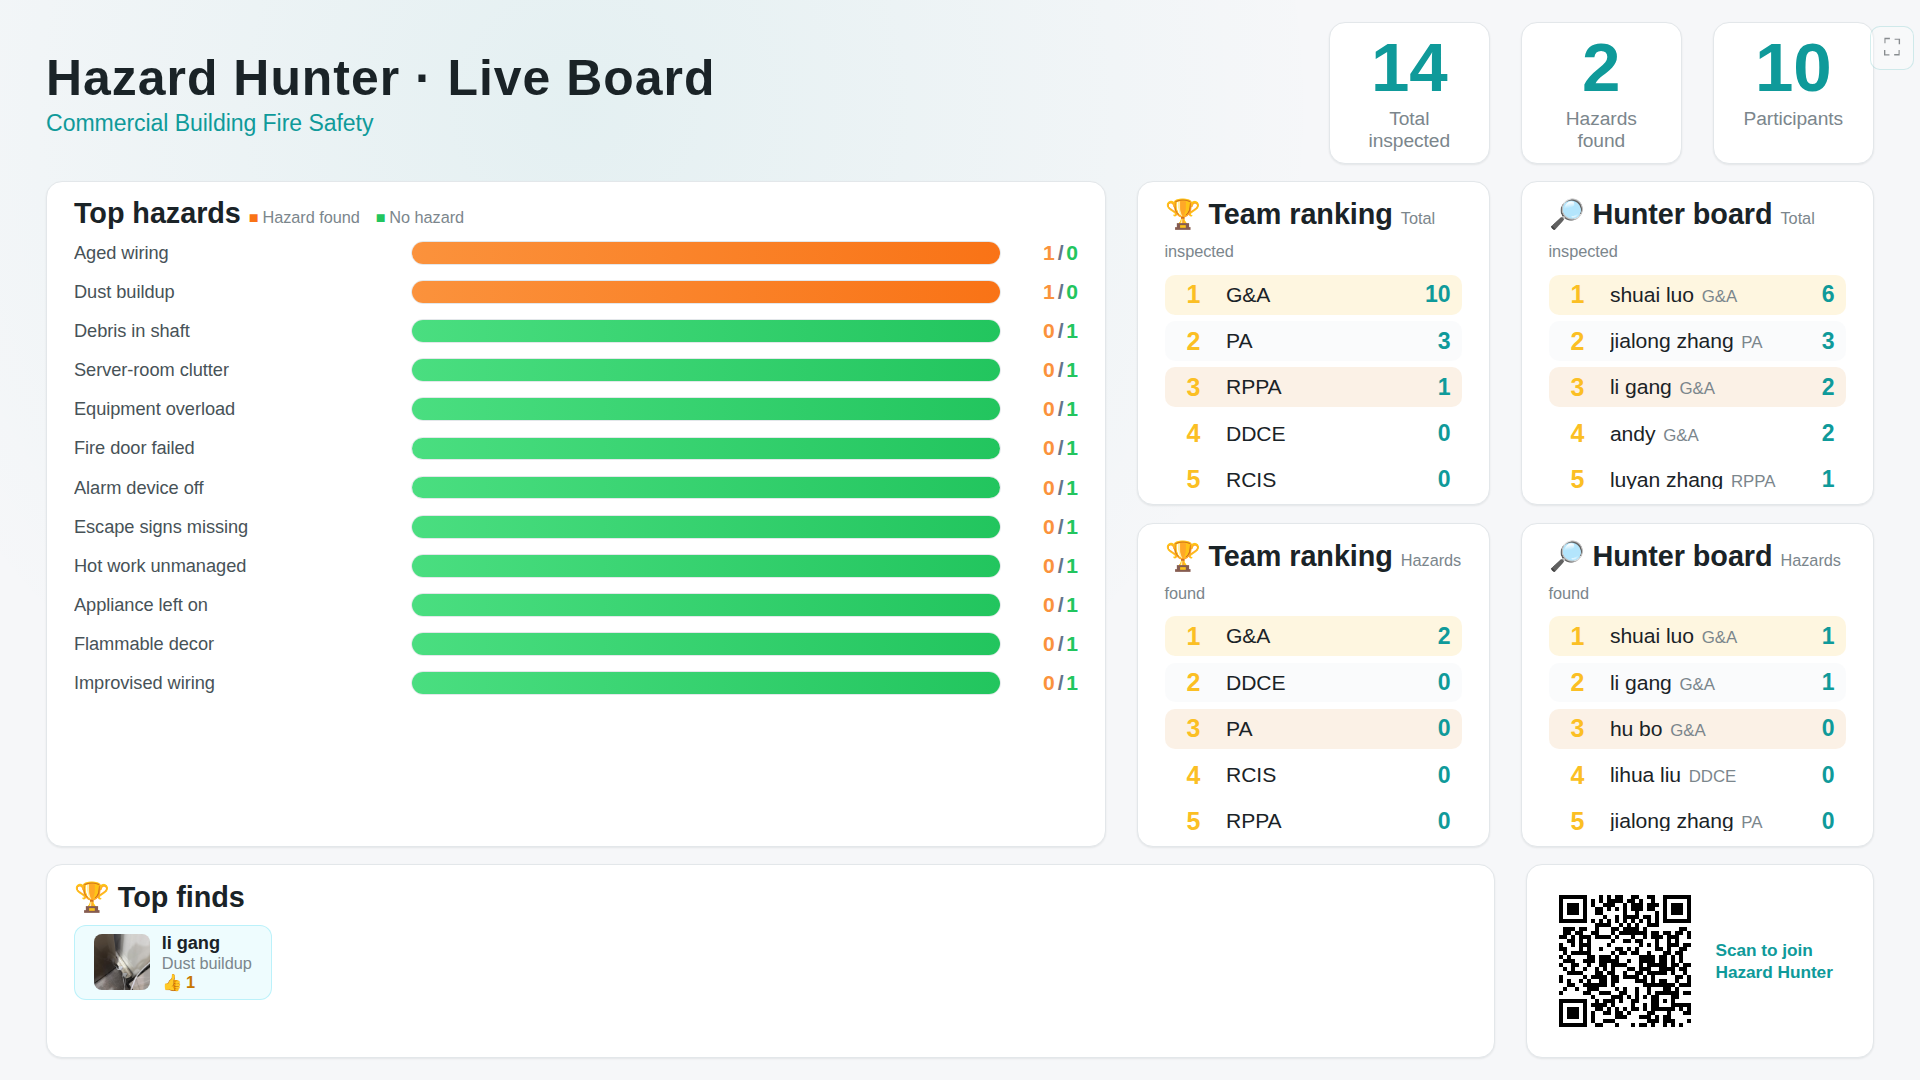 Hazard Hunter · Live Board
Commercial Building Fire Safety
14
Total
inspected
2
Hazards
found
10
Participants
Top hazards Hazard found No hazard
Aged wiring 1/0
Dust buildup 1/0
Debris in shaft 0/1
Server-room clutter 0/1
Equipment overload 0/1
Fire door failed 0/1
Alarm device off 0/1
Escape signs missing 0/1
Hot work unmanaged 0/1
Appliance left on 0/1
Flammable decor 0/1
Improvised wiring 0/1
🏆 Team ranking Total
inspected
1 G&A 10
2 PA 3
3 RPPA 1
4 DDCE 0
5 RCIS 0
🔎 Hunter board Total
inspected
1 shuai luo G&A 6
2 jialong zhang PA 3
3 li gang G&A 2
4 andy G&A 2
5 luyan zhang RPPA 1
🏆 Team ranking Hazards
found
1 G&A 2
2 DDCE 0
3 PA 0
4 RCIS 0
5 RPPA 0
🔎 Hunter board Hazards
found
1 shuai luo G&A 1
2 li gang G&A 1
3 hu bo G&A 0
4 lihua liu DDCE 0
5 jialong zhang PA 0
🏆 Top finds
li gang
Dust buildup
👍 1
Scan to join
Hazard Hunter